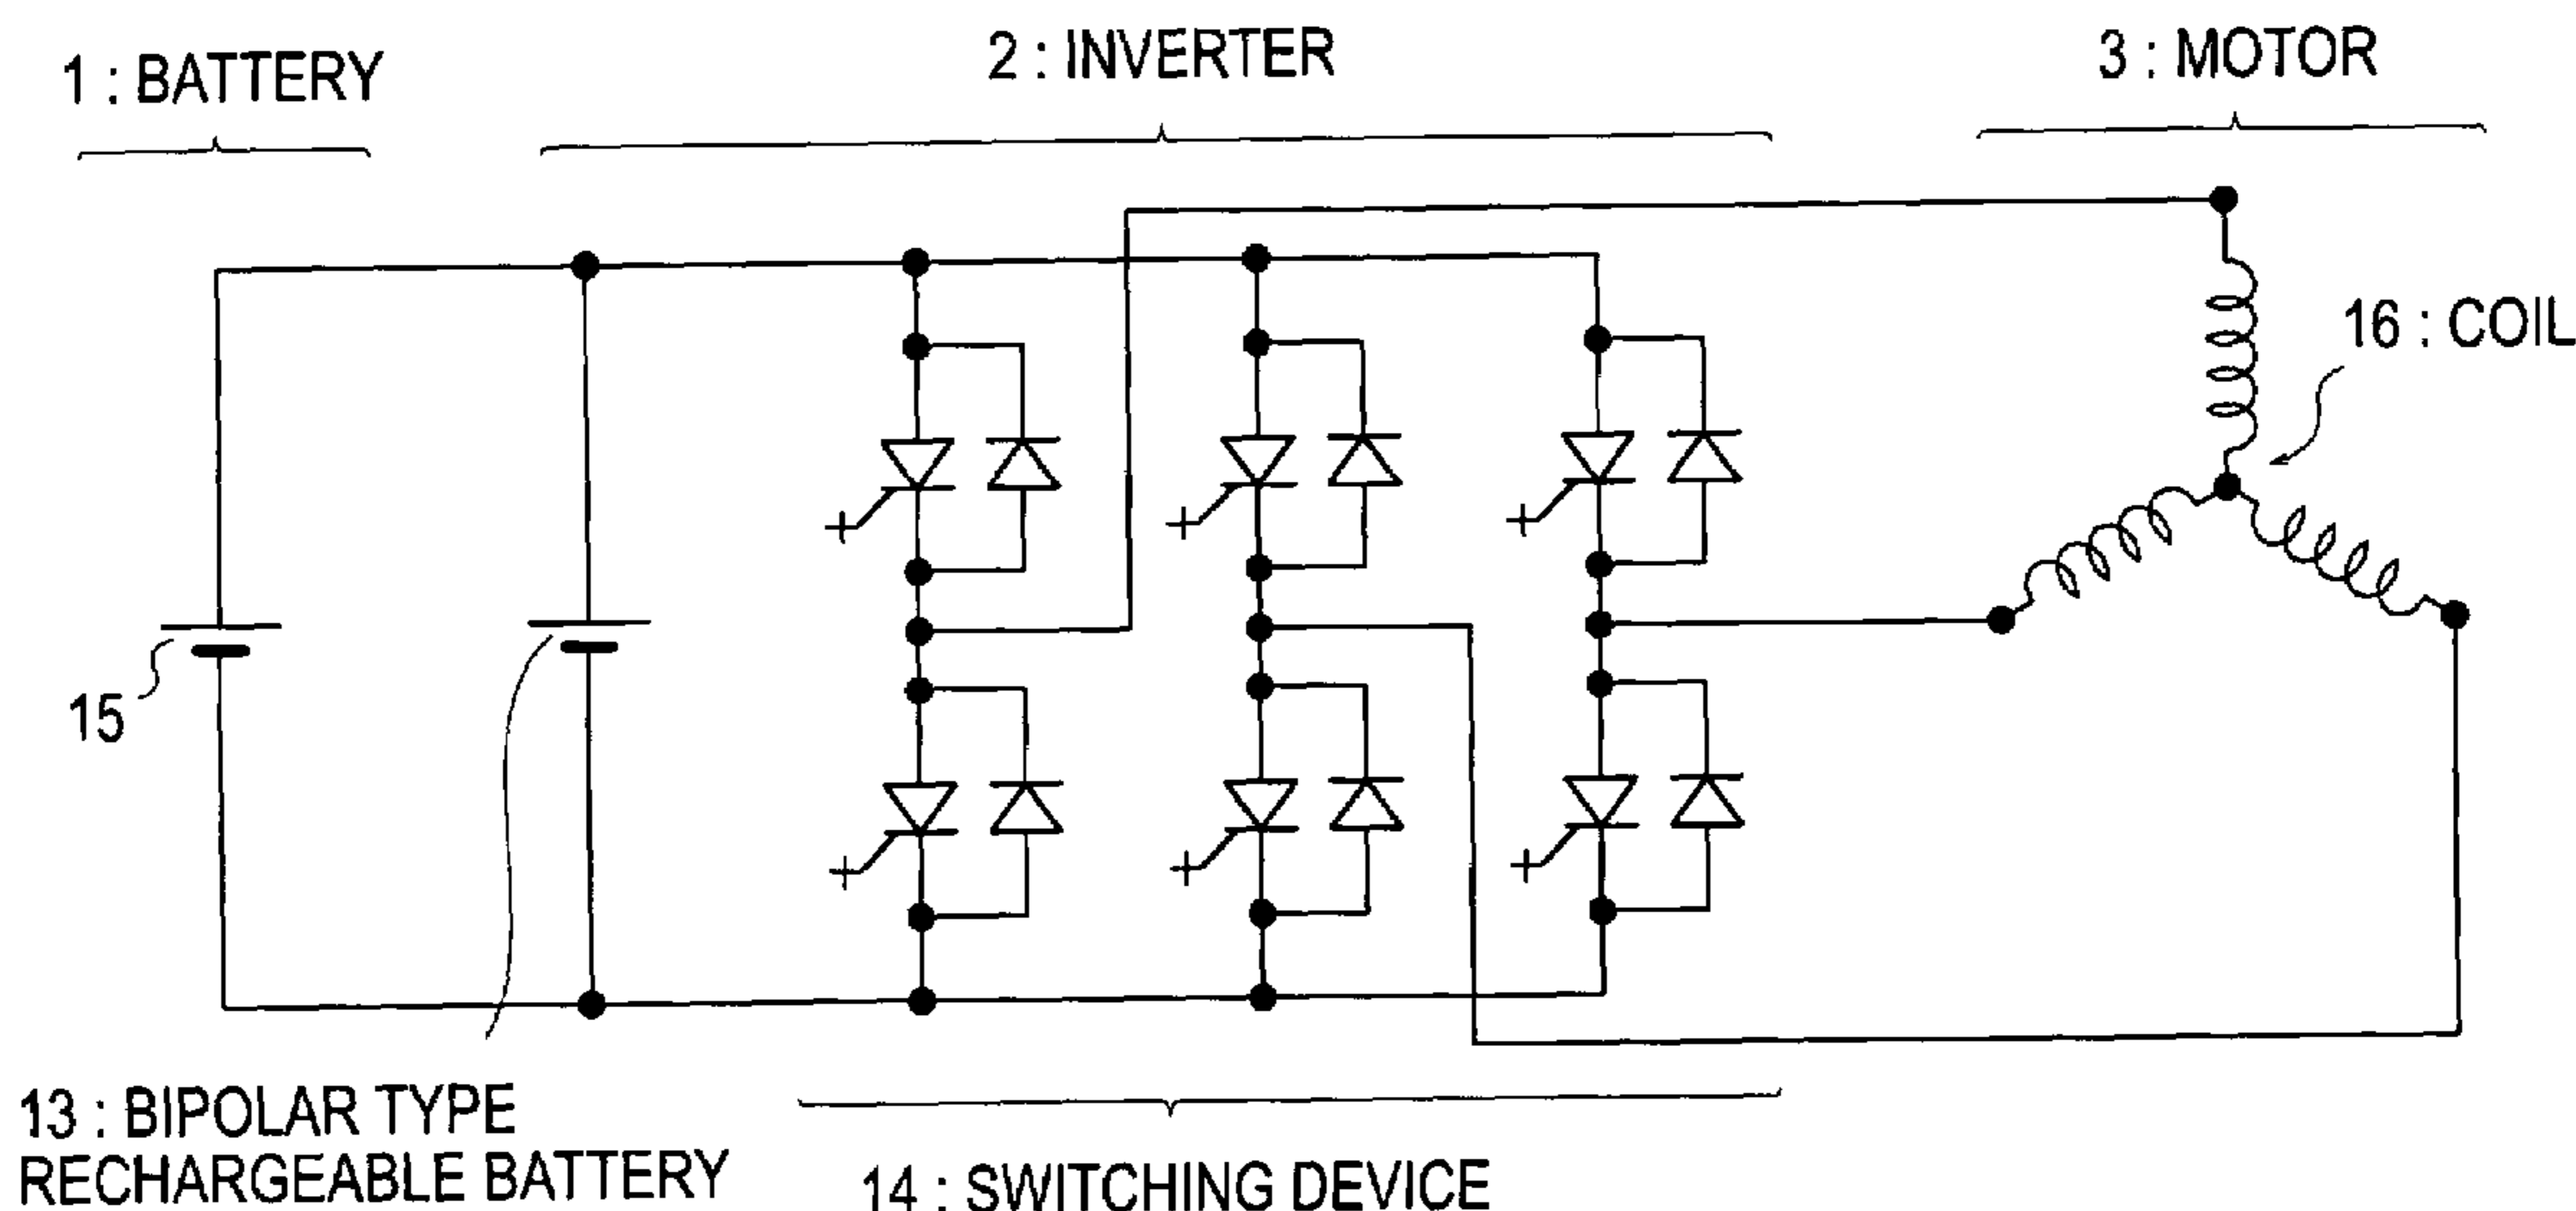 1 : BATTERY
2 : INVERTER
3 : MOTOR
16 : COIL
15
13 : BIPOLAR TYPE
RECHARGEABLE BATTERY
14 : SWITCHING DEVICE